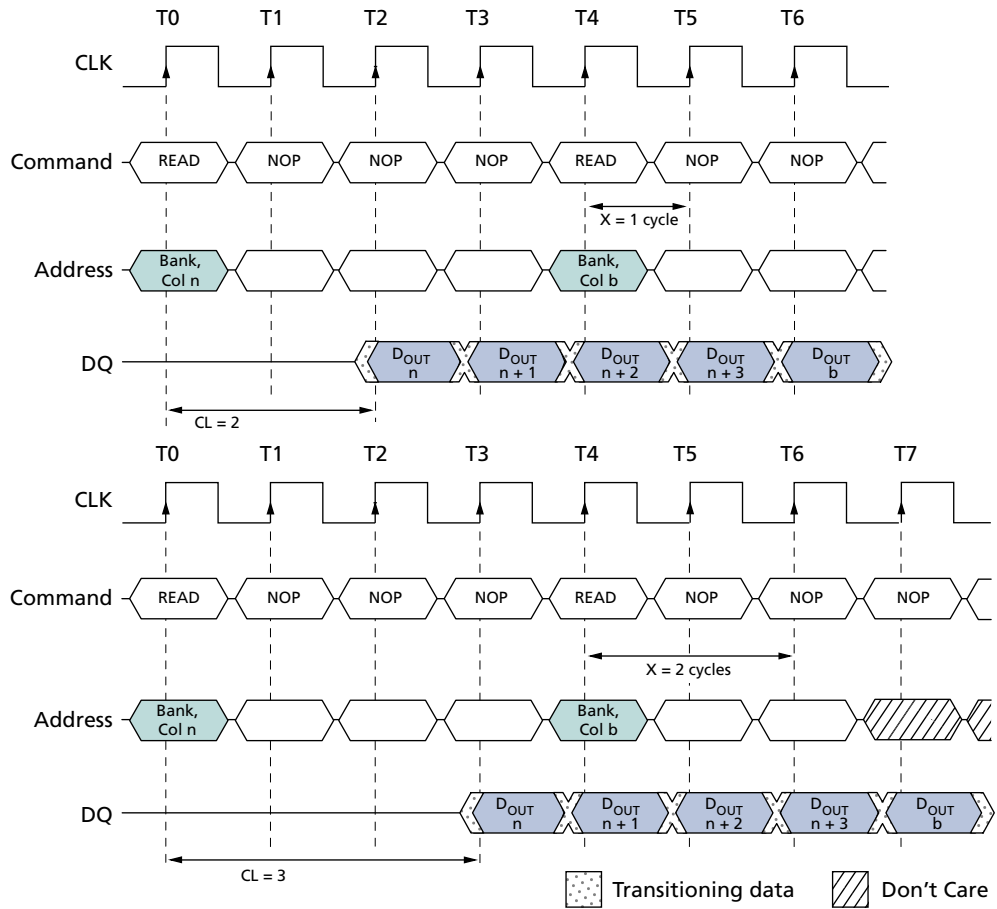 T0 T1 T2 T3 T4 T5 T6
CLK
Command READ NOP NOP NOP READ NOP NOP
X = 1 cycle
Address Bank, Col n Bank, Col b
DQ DOUT n DOUT n + 1 DOUT n + 2 DOUT n + 3 DOUT b
CL = 2
T0 T1 T2 T3 T4 T5 T6 T7
CLK
Command READ NOP NOP NOP READ NOP NOP NOP
X = 2 cycles
Address Bank, Col n Bank, Col b
DQ DOUT n DOUT n + 1 DOUT n + 2 DOUT n + 3 DOUT b
CL = 3
Transitioning data Don't Care